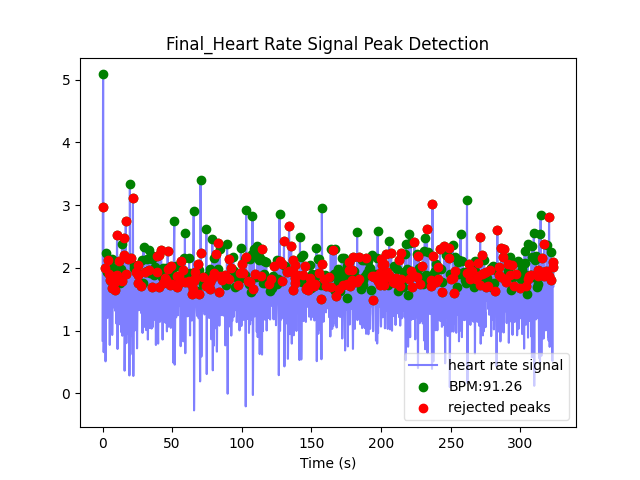 Final_Heart Rate Signal Peak Detection
5
4
3
2
1
0
heart rate signal
BPM:91.26
rejected peaks
0 50 100 150 200 250 300
Time (s)